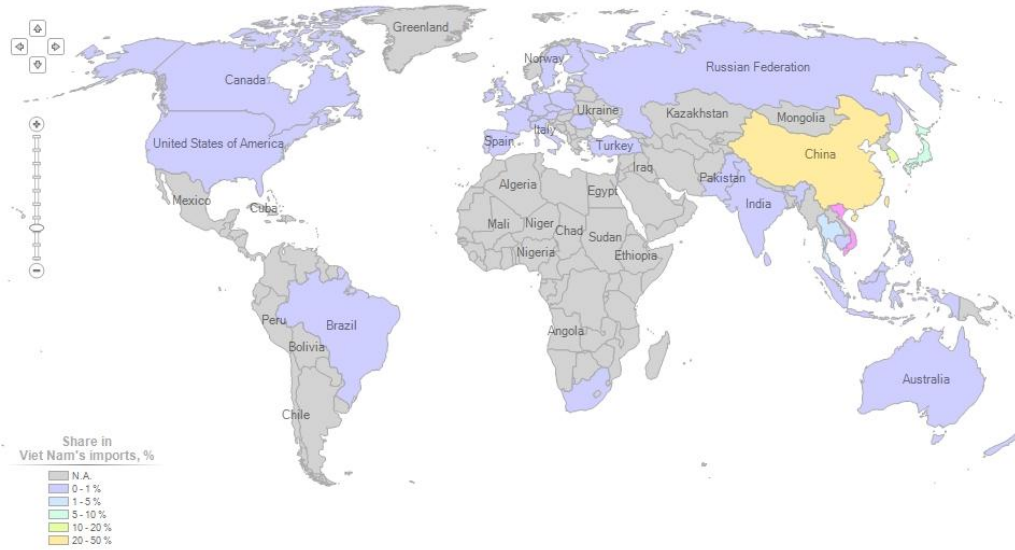 Greenland
Norway
Russian Federation
Canada
Ukraine
Kazakhstan
Mongolia
Italy
United States of America
Spain
Turkey
China
Iraq
Pakistan
Algeria
Egypt
India
Mexico
Cuba
Mali
Niger
Chad
Sudan
Nigeria
Ethiopia
Peru
Brazil
Angola
Bolivia
Australia
Chile
Share in
Viet Nam's imports, %
N.A.
0 - 1 %
1 - 5 %
5 - 10 %
10 - 20 %
20 - 50 %